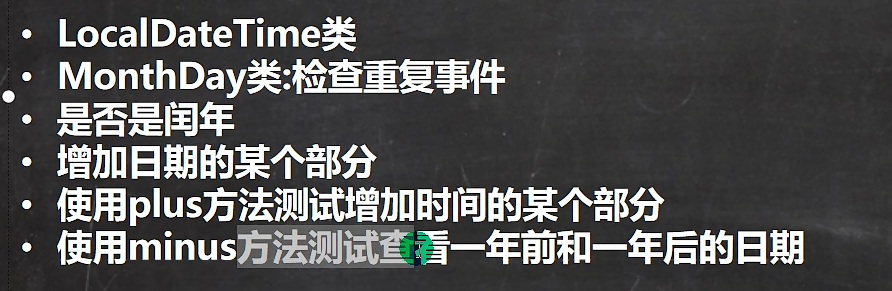 LocalDateTime类
MonthDay类:检查重复事件
是否是闰年
增加日期的某个部分
使用plus方法测试增加时间的某个部分
使用minus方法测试查看一年前和一年后的日期